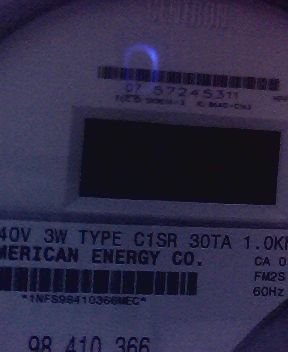 CENTRON
07 57245311
40V 3W TYPE C1SR 30TA 1.0K
MERICAN ENERGY CO.
CA 0
FM2S
60Hz
*1NFS98410366MEC*
98 410 366